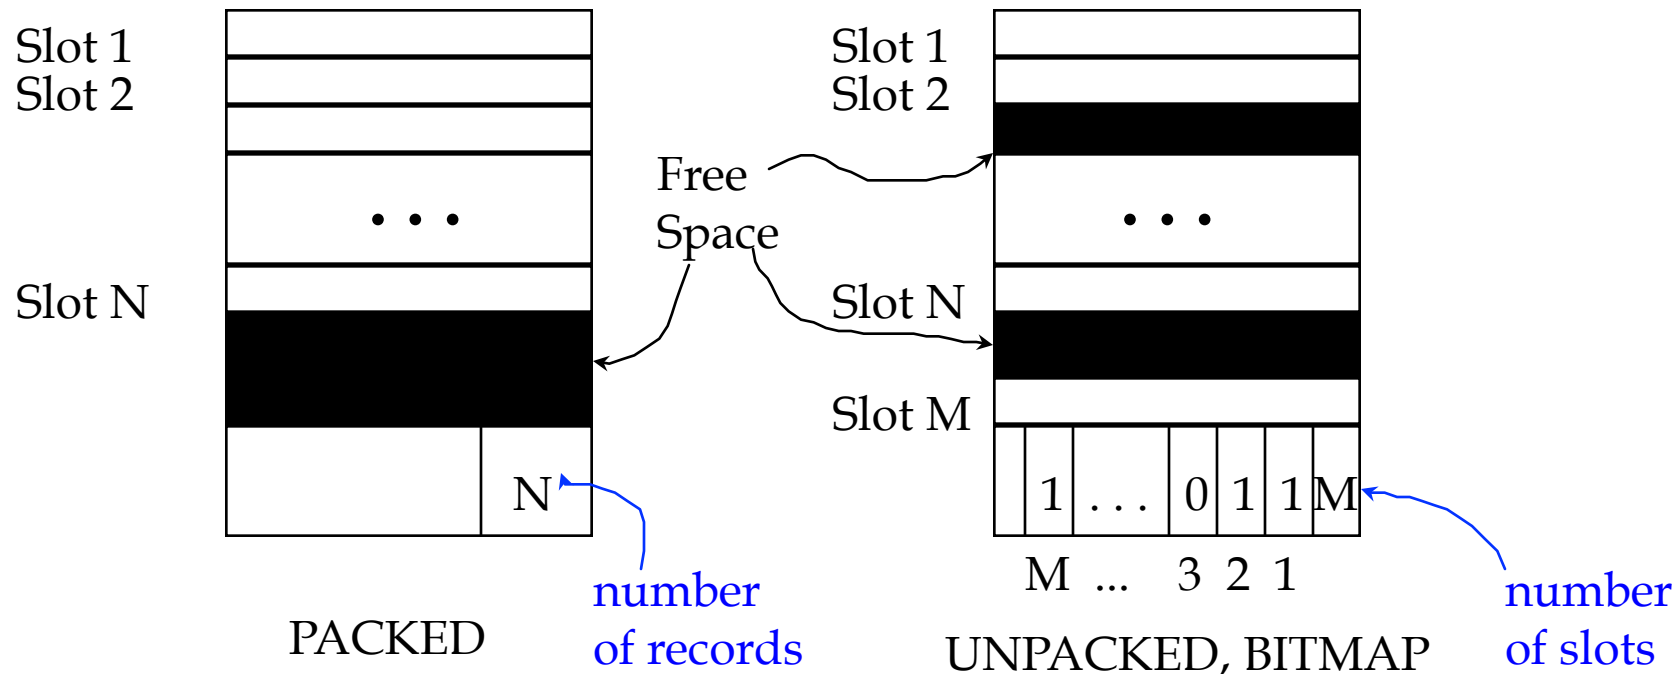 Slot 1
Slot 2
. . .
Slot N
N
number
of records
PACKED
Free
Space
Slot 1
Slot 2
. . .
Slot N
Slot M
1 . . . 0 1 1 M
M ... 3 2 1
number
of slots
UNPACKED, BITMAP